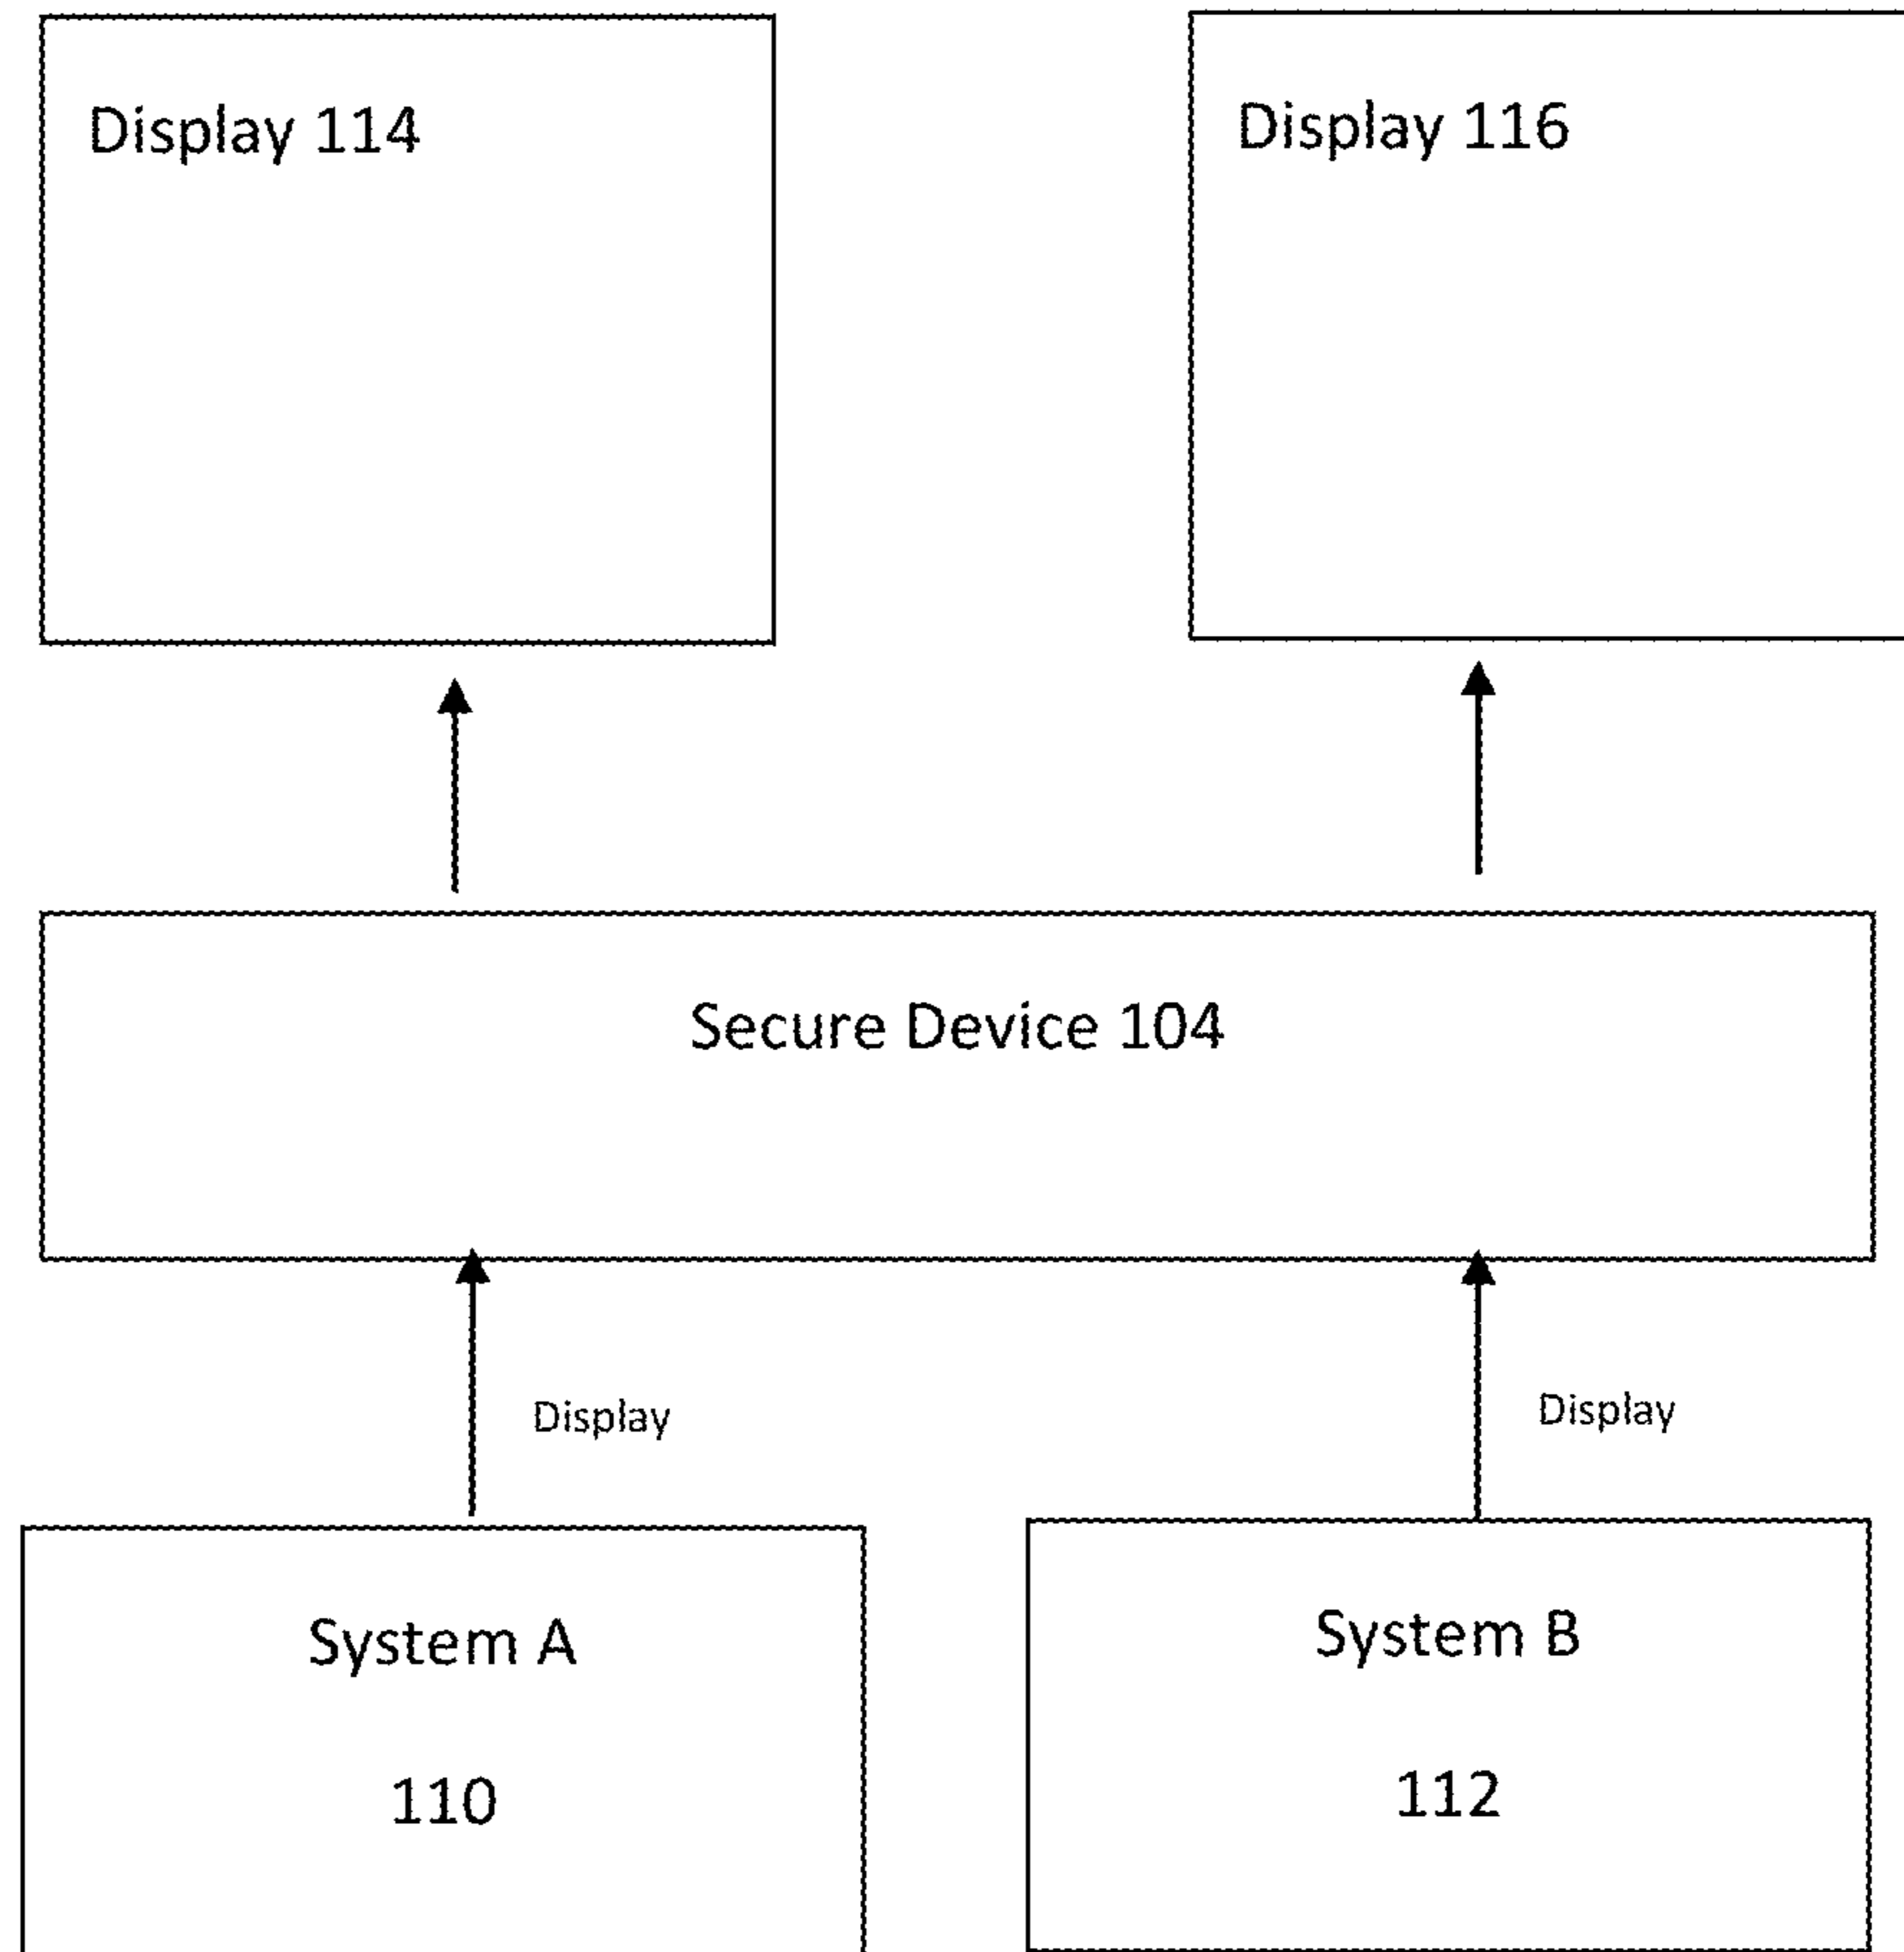 Display 114
Display 116
Secure Device 104
Display
Display
System A
110
System B
112